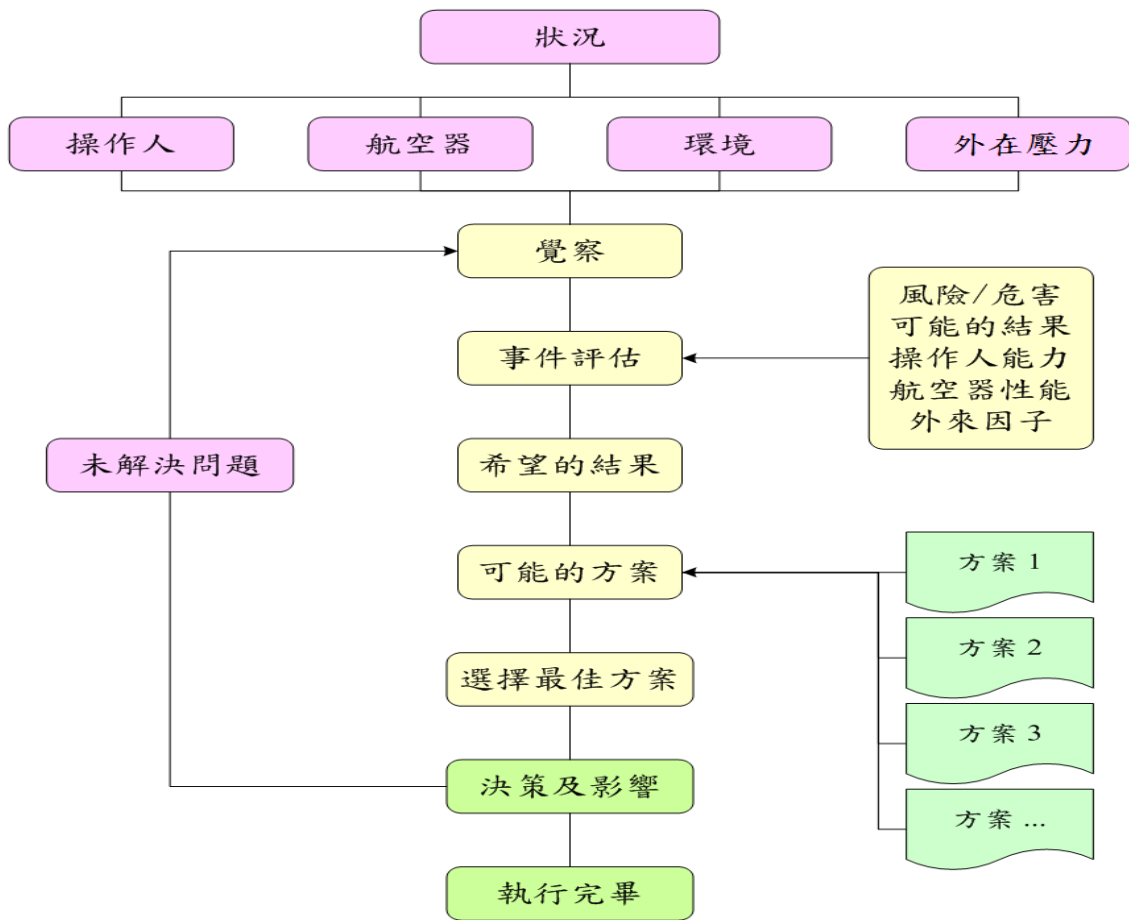 狀況
操作人
航空器
環境
外在壓力
覺察
風險/危害
可能的結果
操作人能力
航空器性能
外來因子
事件評估
未解決問題
希望的結果
可能的方案
方案 1
方案 2
選擇最佳方案
方案 3
決策及影響
方案 ...
執行完畢